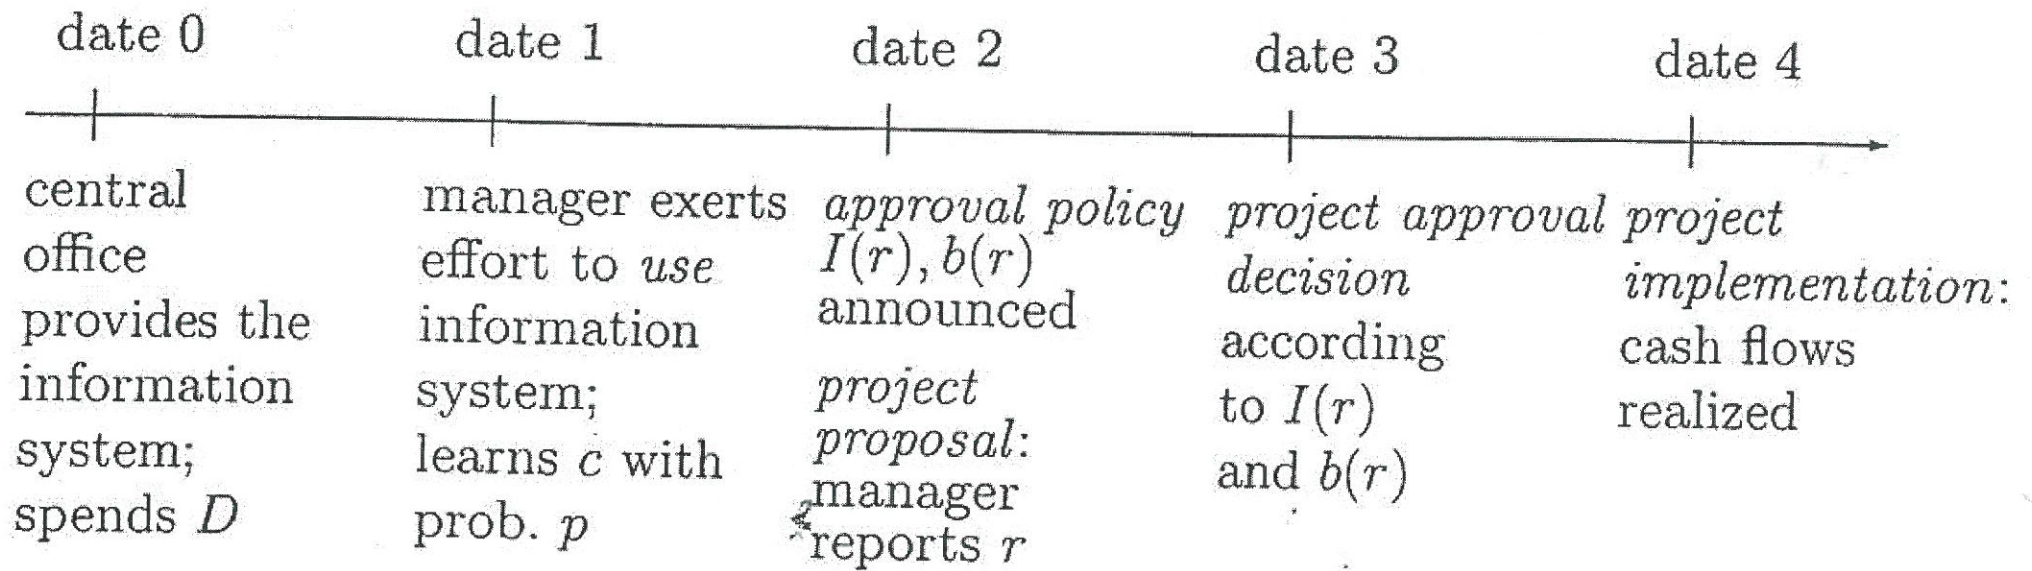 date 0
central
office
provides the
information
system;
spends D
date 1
manager exerts
effort to use
information
system;
learns c with
prob. p
date 2
approval policy
I(r), b(r)
announced
project
proposal:
manager
reports r
date 3
project approval
decision
according
to I(r)
and b(r)
date 4
project
implementation:
cash flows
realized